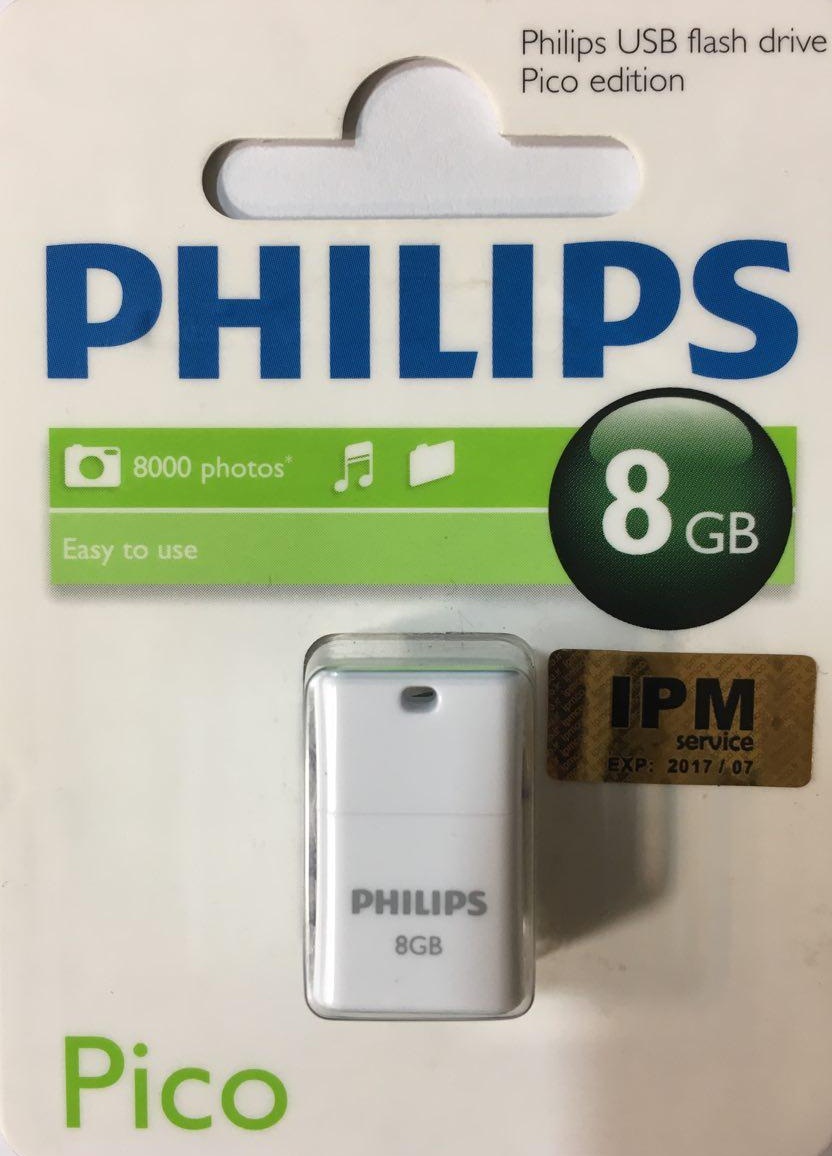 Philips USB flash drive
Pico edition
PHILIPS
8000 photos*
8 GB
Easy to use
IPM
service
EXP: 2017 / 07
PHILIPS
8GB
Pico